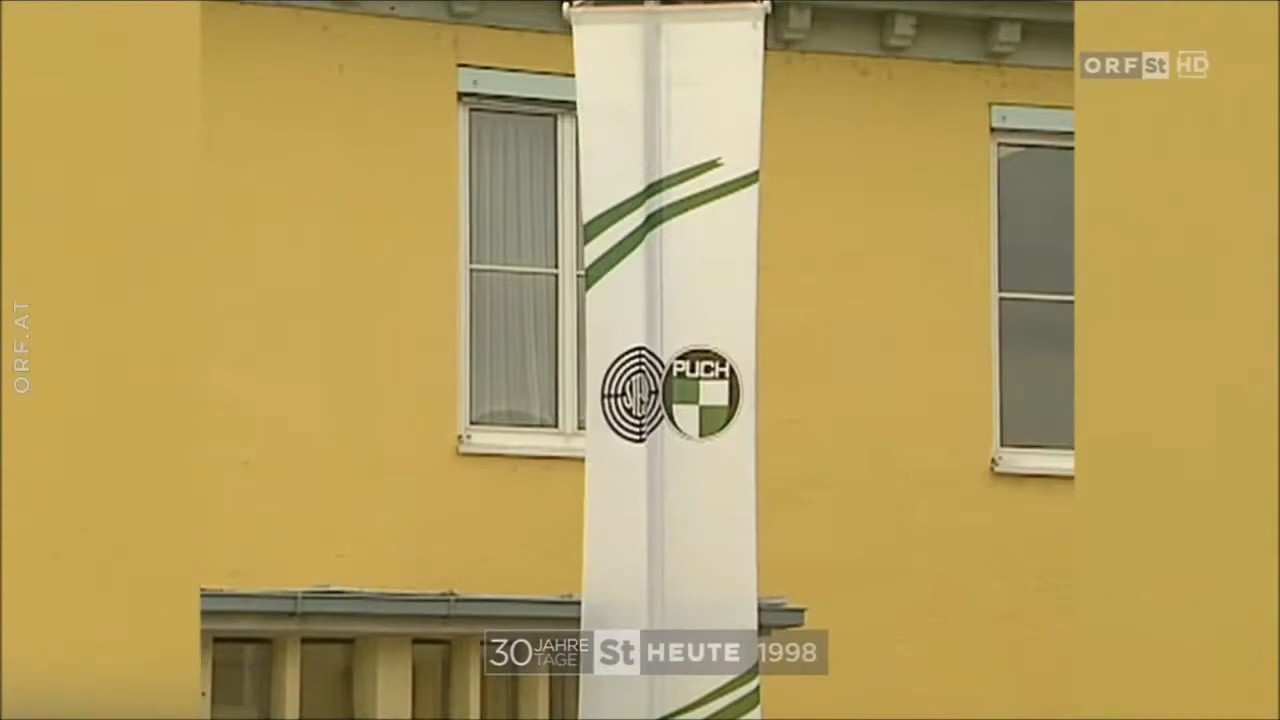 ORF St HD
ORF.AT
PUCH
30 JAHRE
TAGE
St HEUTE 1998